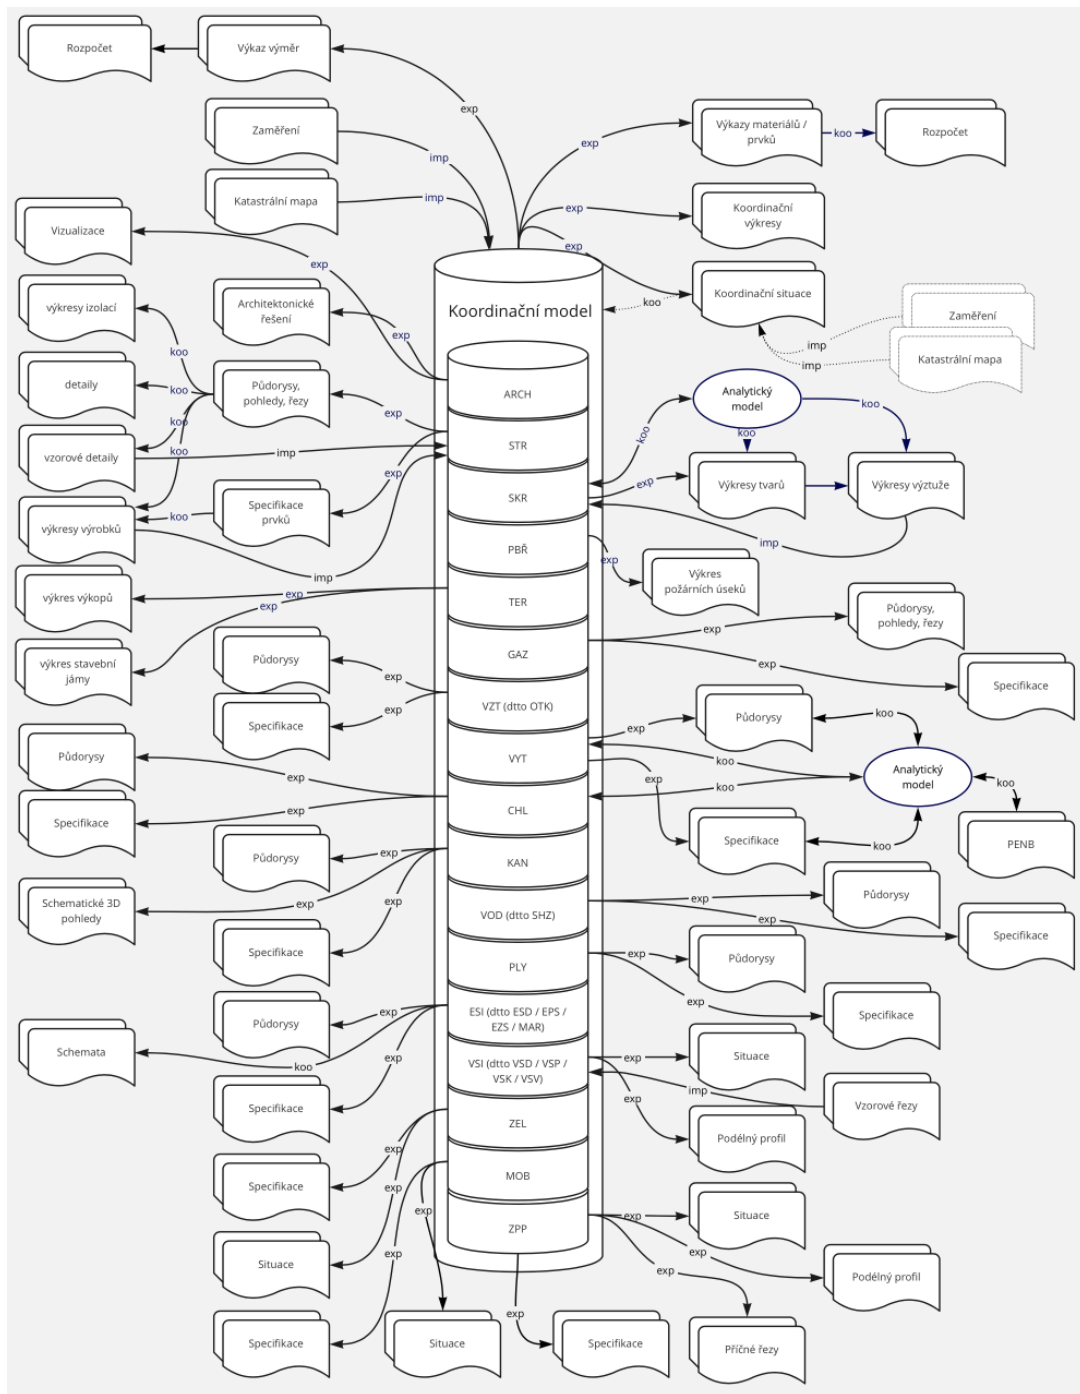 Rozpočet
Výkaz výměr
exp
Zaměření
imp
Katastrální mapa
imp
Výkazy materiálů /
prvků
koo
Rozpočet
exp
Koordinační
výkresy
exp
Vizualizace
exp
exp
Koordinační situace
koo
Zaměření
imp
Katastrální mapa
imp
Koordinační model
výkresy izolací
Architektonické
řešení
exp
koo
detaily
koo
Půdorysy,
pohledy, řezy
exp
koo
vzorové detaily
koo
imp
Specifikace
prvků
exp
koo
výkresy výrobků
imp
ARCH
STR
SKR
PBŘ
TER
GAZ
VZT (dtto OTK)
VYT
CHL
KAN
VOD (dtto SHZ)
PLY
ESI (dtto ESD / EPS /
EZS / MAR)
VSI (dtto VSD / VSP /
VSK / VSV)
ZEL
MOB
ZPP
Analytický
model
koo
koo
koo
exp
Výkresy tvarů
Výkresy výztuže
imp
exp
Výkres
požárních úseků
výkres výkopů
exp
exp
výkres stavební
jámy
exp
Půdorysy,
pohledy, řezy
exp
Specifikace
Půdorysy
exp
Specifikace
exp
exp
Půdorysy
koo
koo
Analytický
model
koo
PENB
koo
exp
Specifikace
koo
Půdorysy
exp
Specifikace
exp
Půdorysy
exp
Schematické 3D
pohledy
exp
exp
Specifikace
exp
Půdorysy
exp
Specifikace
exp
Půdorysy
exp
Specifikace
Půdorysy
exp
Schemata
koo
exp
Specifikace
exp
Situace
imp
Vzorové řezy
exp
Podélný profil
exp
Specifikace
exp
Situace
exp
Specifikace
exp
Situace
exp
Situace
exp
Podélný profil
exp
Příčné řezy
exp
Specifikace